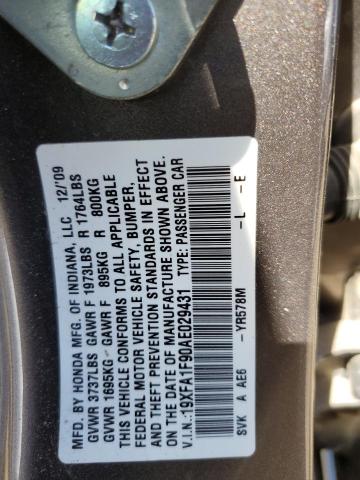 MFD. BY HONDA MFG. OF INDIANA, LLC 12/'09
GVWR 3737LBS GAWR F 1973LBS R 1764LBS
GVWR 1695KG GAWR F 895KG R 800KG
THIS VEHICLE CONFORMS TO ALL APPLICABLE
FEDERAL MOTOR VEHICLE SAFETY, BUMPER,
AND THEFT PREVENTION STANDARDS IN EFFECT
ON THE DATE OF MANUFACTURE SHOWN ABOVE.
V.I.N.:19XFA1F90AE029431 TYPE: PASSENGER CAR
-YR578M -L -E
SVK A AE6